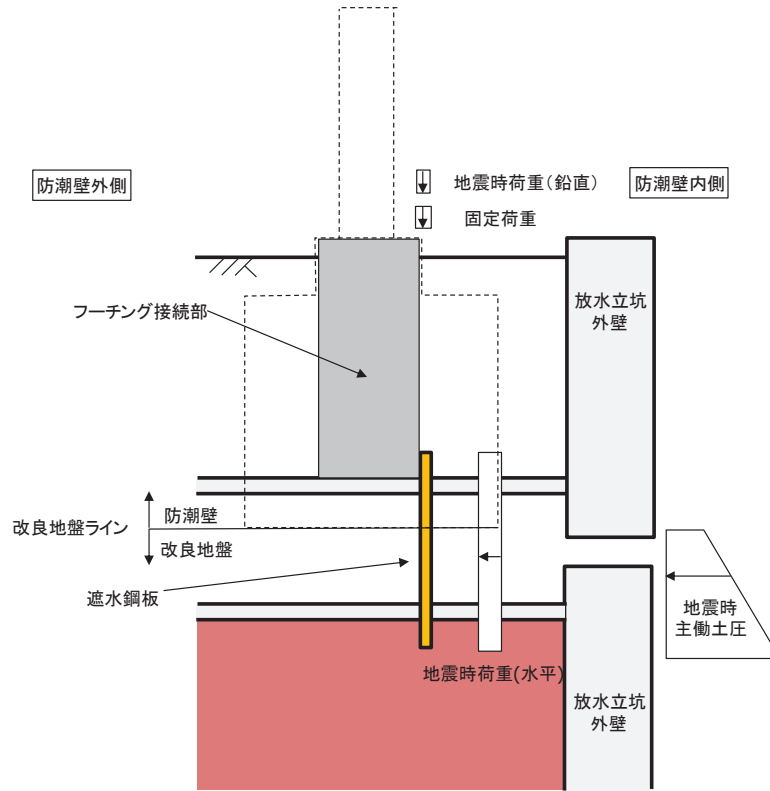 地震時荷重(鉛直)
防潮壁外側
防潮壁内側
固定荷重
放水立坑
外壁
フーチング接続部
防潮壁
改良地盤ライン
改良地盤
遮水鋼板
地震時
主働土圧
地震時荷重(水平)
放水立坑
外壁